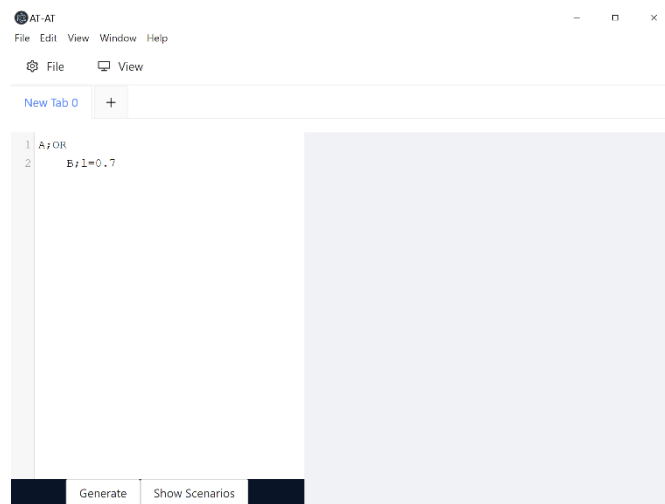 AT-AT
File Edit View Window Help
File View
New Tab 0 +
1 A;OR
2 B;l=0.7
Generate Show Scenarios